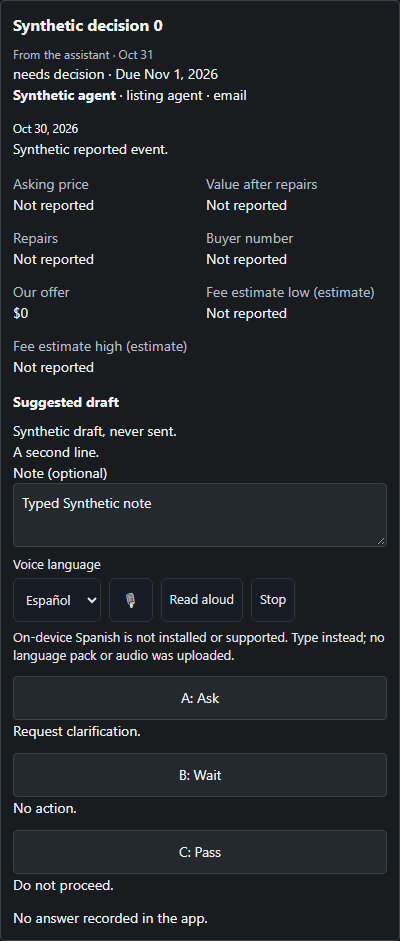 Synthetic decision 0
From the assistant · Oct 31
needs decision · Due Nov 1, 2026
Synthetic agent · listing agent · email
Oct 30, 2026
Synthetic reported event.
Asking price
Not reported
Value after repairs
Not reported
Repairs
Not reported
Buyer number
Not reported
Our offer
$0
Fee estimate low (estimate)
Not reported
Fee estimate high (estimate)
Not reported
Suggested draft
Synthetic draft, never sent.
A second line.
Note (optional)
Typed Synthetic note
Voice language
Español
Read aloud
Stop
On-device Spanish is not installed or supported. Type instead; no
language pack or audio was uploaded.
A: Ask
Request clarification.
B: Wait
No action.
C: Pass
Do not proceed.
No answer recorded in the app.